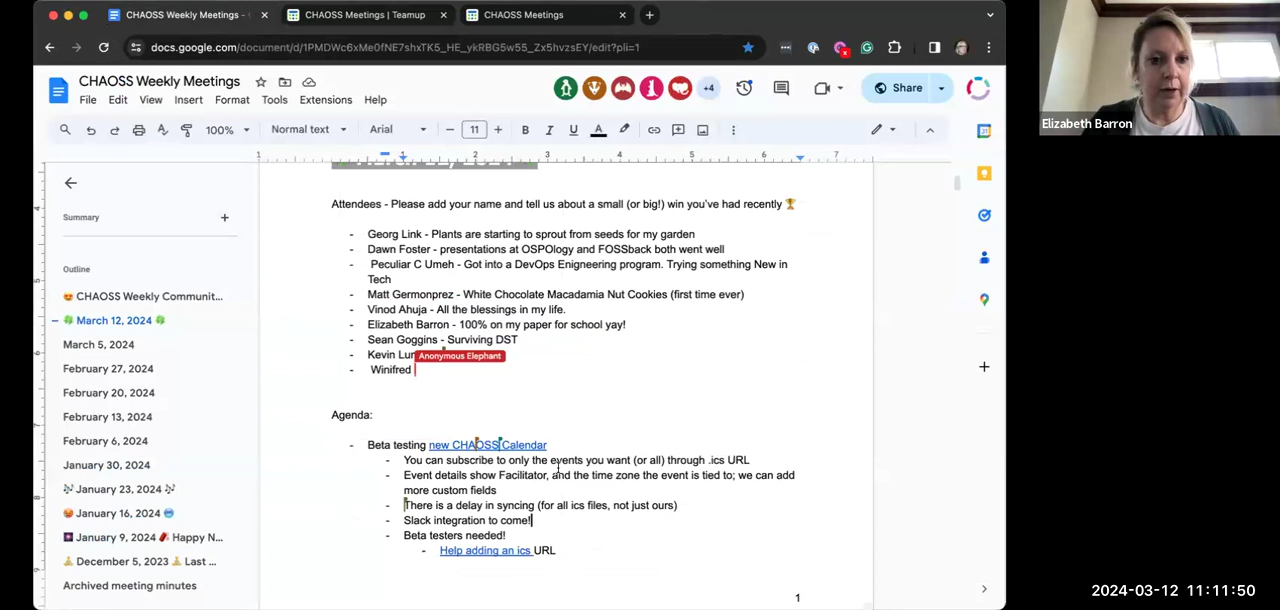 CHAOSS Weekly Meetings -
CHAOSS Meetings | Teamup
CHAOSS Meetings
docs.google.com/document/d/1PMDWc6xMe0fNE7shxTK5_HE_ykRBG5w55_Zx5hvzsEY/edit?pli=1
CHAOSS Weekly Meetings
File Edit View Insert Format Tools Extensions Help
+4
Share
100%
Normal text
Arial
11
B I U A
1 1 2 3 4 5 6 7
Summary
Outline
😍 CHAOSS Weekly Communit...
🍀 March 12, 2024 🍀
March 5, 2024
February 27, 2024
February 20, 2024
February 13, 2024
February 6, 2024
January 30, 2024
🎶 January 23, 2024 🎶
🥵 January 16, 2024 🥶
🎆 January 9, 2024 🧨 Happy N...
🙏 December 5, 2023 🙏 Last ...
Archived meeting minutes
Attendees - Please add your name and tell us about a small (or big!) win you've had recently 🏆
- Georg Link - Plants are starting to sprout from seeds for my garden
- Dawn Foster - presentations at OSPOlogy and FOSSback both went well
- Peculiar C Umeh - Got into a DevOps Enigneering program. Trying something New in
Tech
- Matt Germonprez - White Chocolate Macadamia Nut Cookies (first time ever)
- Vinod Ahuja - All the blessings in my life.
- Elizabeth Barron - 100% on my paper for school yay!
- Sean Goggins - Surviving DST
- Kevin Lum
Anonymous Elephant
- Winifred
Agenda:
- Beta testing new CHAOSS Calendar
- You can subscribe to only the events you want (or all) through .ics URL
- Event details show Facilitator, and the time zone the event is tied to; we can add
more custom fields
- There is a delay in syncing (for all ics files, not just ours)
- Slack integration to come!
- Beta testers needed!
- Help adding an ics URL
1
Elizabeth Barron
2024-03-12 11:11:50